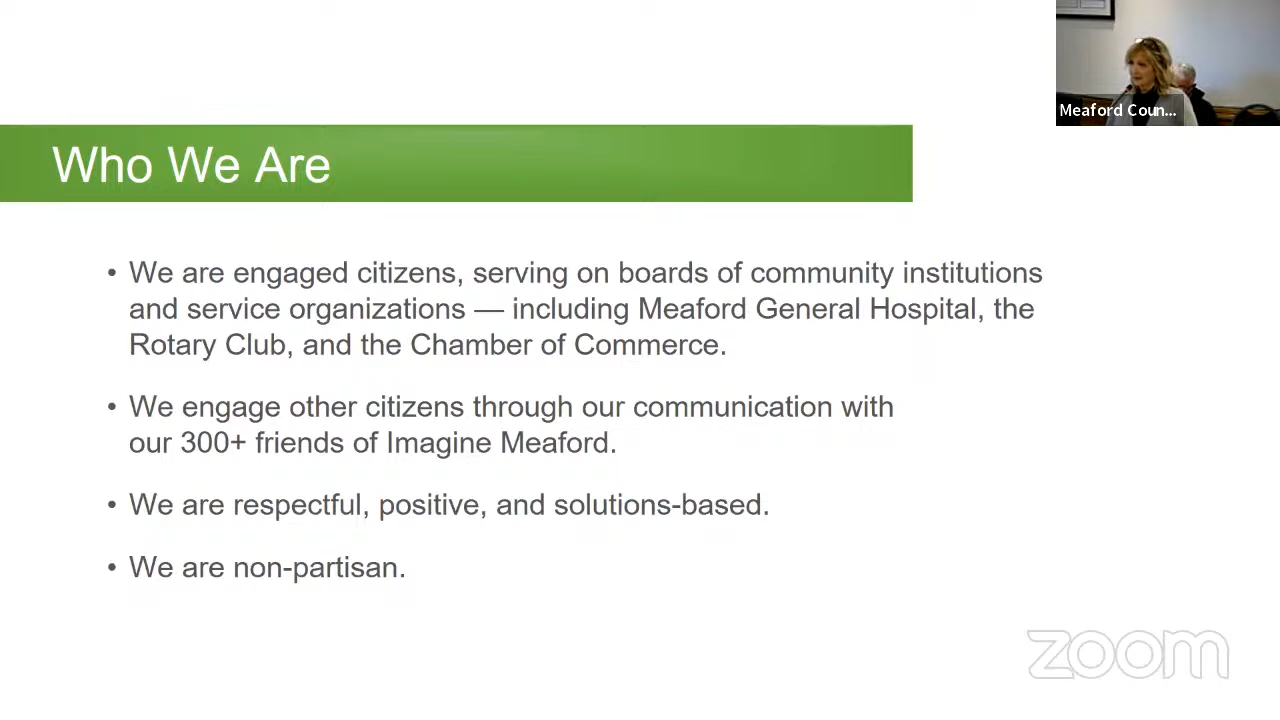 Meaford Coun...
Who We Are
• We are engaged citizens, serving on boards of community institutions
and service organizations — including Meaford General Hospital, the
Rotary Club, and the Chamber of Commerce.
• We engage other citizens through our communication with
our 300+ friends of Imagine Meaford.
• We are respectful, positive, and solutions-based.
• We are non-partisan.
zoom